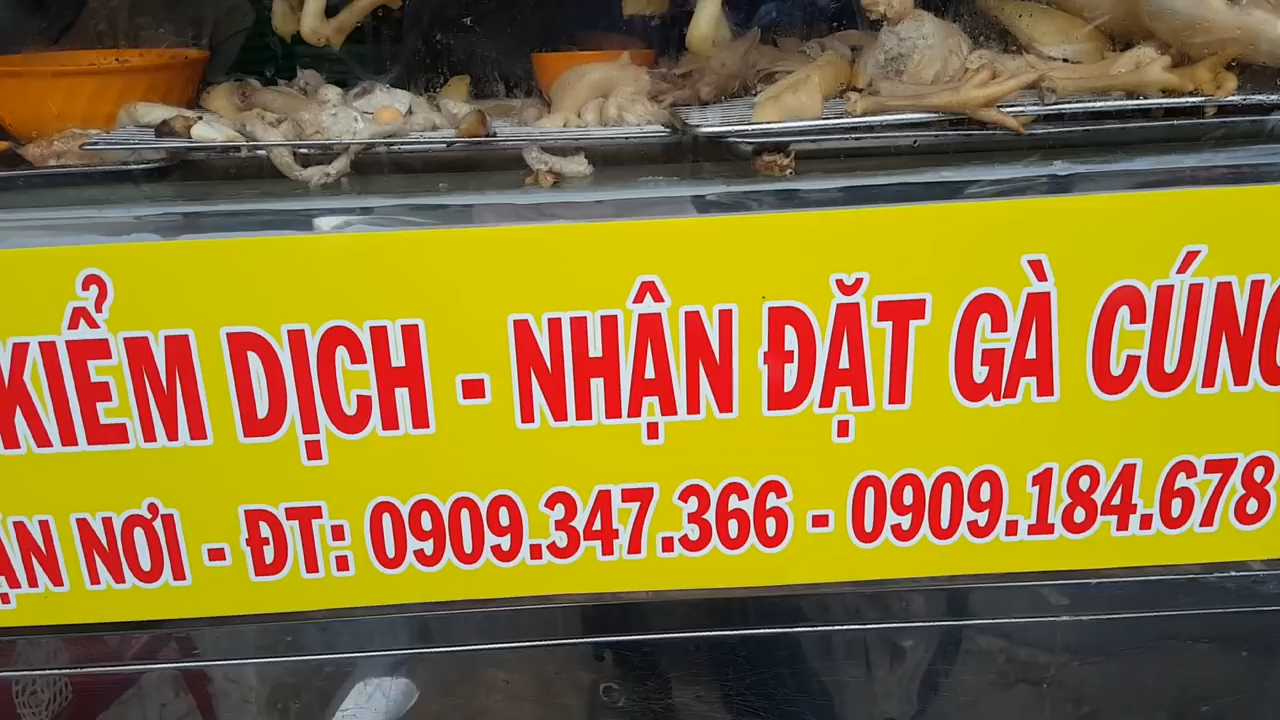 KIỂM DỊCH - NHẬN ĐẶT GÀ CÚNG
NƠI - ĐT: 0909.347.366 - 0909.184.678